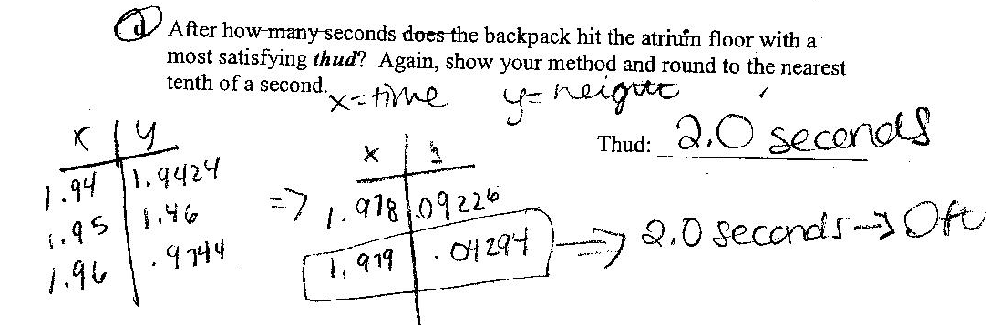 (d) After how many seconds does the backpack hit the atrium floor with a
most satisfying thud? Again, show your method and round to the nearest
tenth of a second.
x=time y=height
Thud: 2.0 seconds
x y
1.94 1.9424
1.95 1.46
1.96 .9744
=> x y
1.978 .09226
1.979 .04294 => 2.0 seconds → 0ft